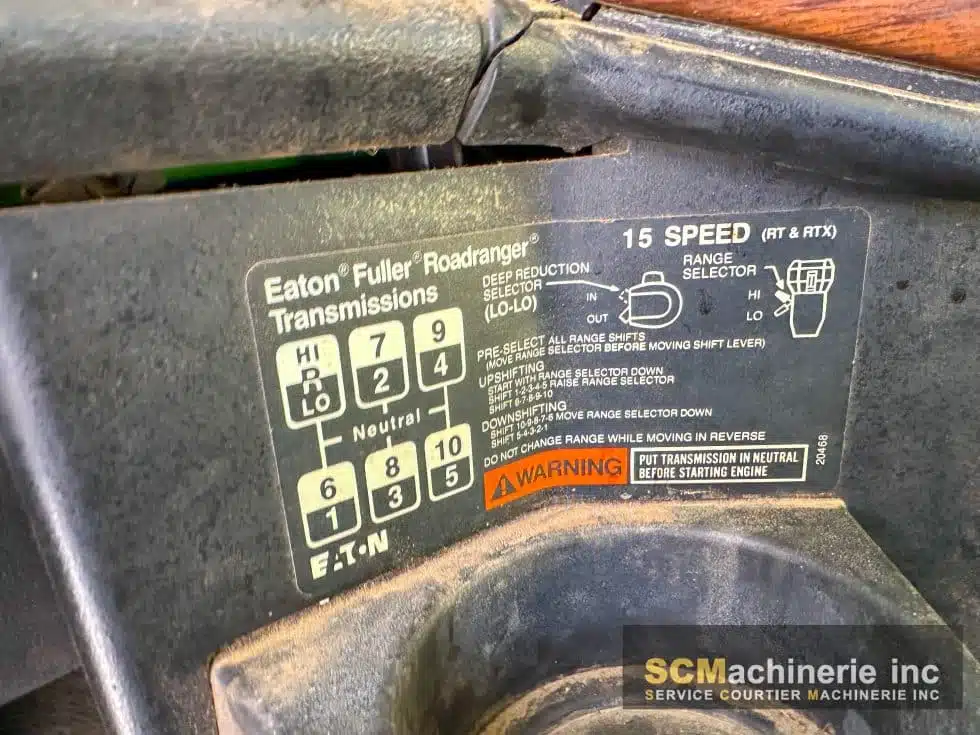 Eaton® Fuller® Roadranger®
Transmissions
15 SPEED (RT & RTX)
DEEP REDUCTION
SELECTOR
(LO-LO)
IN
OUT
RANGE
SELECTOR
HI
LO
HI
R
LO
7
2
9
4
Neutral
6
1
8
3
10
5
PRE-SELECT ALL RANGE SHIFTS
(MOVE RANGE SELECTOR BEFORE MOVING SHIFT LEVER)
UPSHIFTING
START WITH RANGE SELECTOR DOWN
SHIFT 1-2-3-4-5 RAISE RANGE SELECTOR
SHIFT 6-7-8-9-10
DOWNSHIFTING
SHIFT 10-9-8-7-6 MOVE RANGE SELECTOR DOWN
SHIFT 5-4-3-2-1
DO NOT CHANGE RANGE WHILE MOVING IN REVERSE
WARNING
PUT TRANSMISSION IN NEUTRAL
BEFORE STARTING ENGINE
20468
EATON
SCMachinerie inc
SERVICE COURTIER MACHINERIE INC